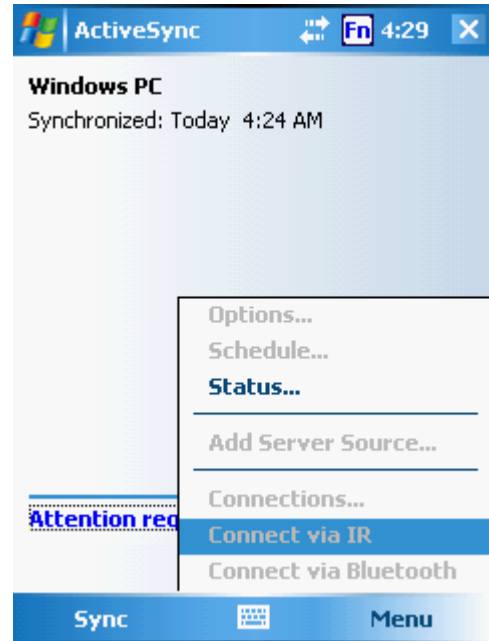 ActiveSync Fn 4:29
Windows PC
Synchronized: Today 4:24 AM
Options...
Schedule...
Status...
Add Server Source...
Connections...
Attention req
Connect via IR
Connect via Bluetooth
Sync Menu